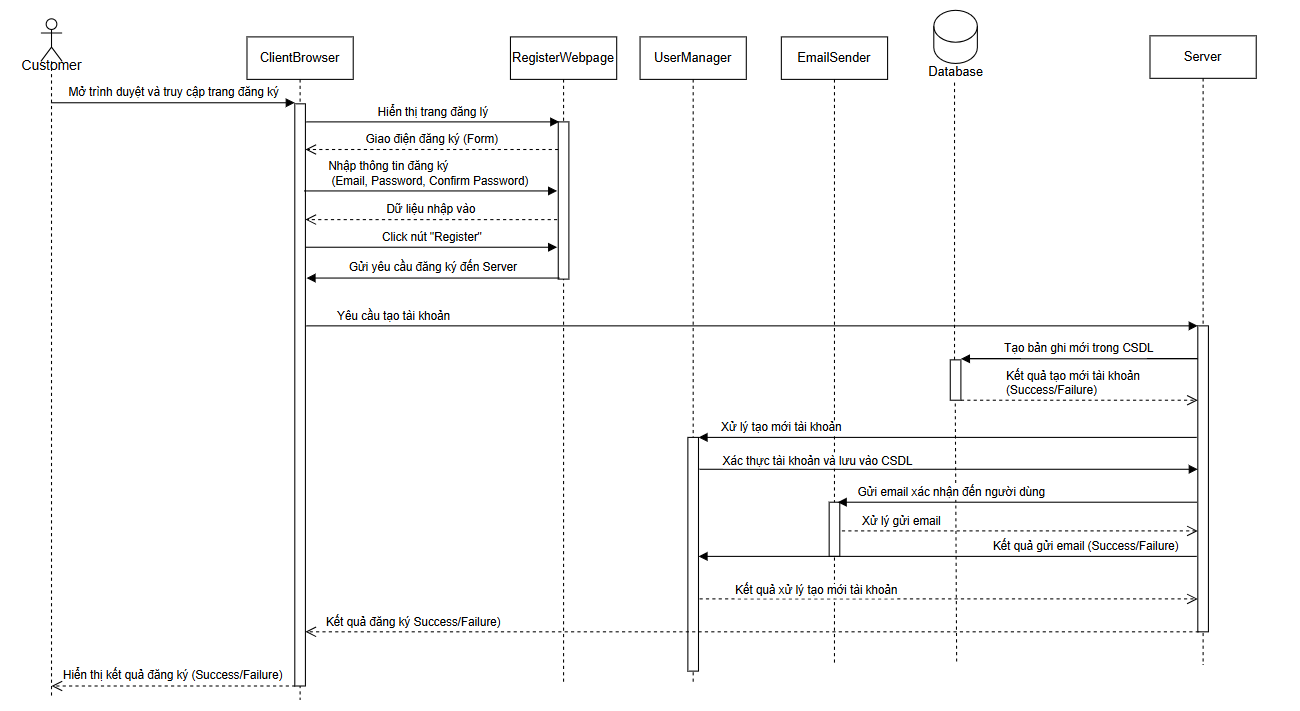 Customer
ClientBrowser
RegisterWebpage
UserManager
EmailSender
Database
Server
Mở trình duyệt và truy cập trang đăng ký
Hiển thị trang đăng lý
Giao điện đăng ký (Form)
Nhập thông tin đăng ký
(Email, Password, Confirm Password)
Dữ liệu nhập vào
Click nút "Register"
Gửi yêu cầu đăng ký đến Server
Yêu cầu tạo tài khoản
Tạo bản ghi mới trong CSDL
Kết quả tạo mới tài khoản
(Success/Failure)
Xử lý tạo mới tài khoản
Xác thực tài khoản và lưu vào CSDL
Gửi email xác nhận đến người dùng
Xử lý gửi email
Kết quả gửi email (Success/Failure)
Kết quả xử lý tạo mới tài khoản
Kết quả đăng ký Success/Failure)
Hiển thị kết quả đăng ký (Success/Failure)